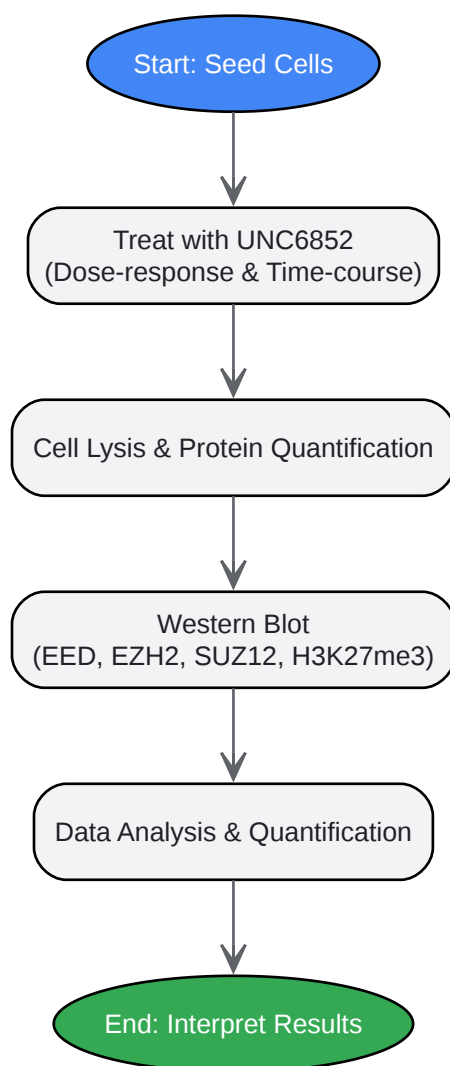 Start: Seed Cells
Treat with UNC6852
(Dose-response & Time-course)
Cell Lysis & Protein Quantification
Western Blot
(EED, EZH2, SUZ12, H3K27me3)
Data Analysis & Quantification
End: Interpret Results